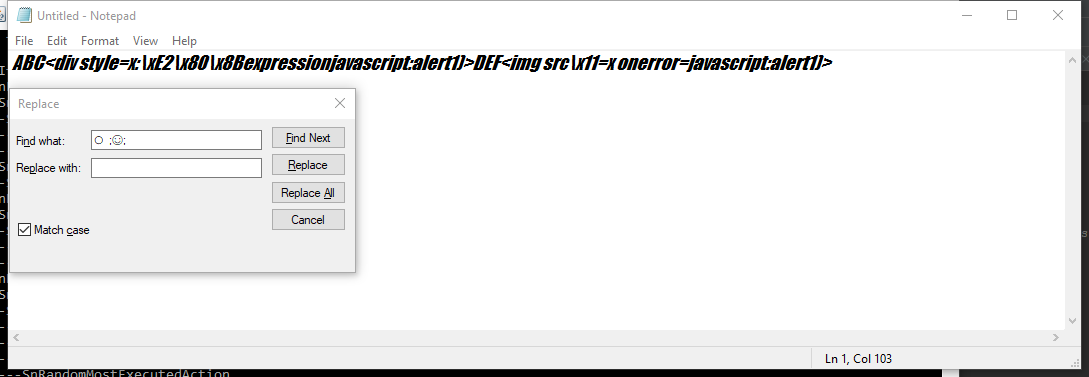 Untitled - Notepad
File Edit Format View Help
ABC<div style=x:\xE2\x80\x8Bexpressionjavascript:alert1)>DEF<img src\x11=x onerror=javascript:alert1)>
Replace
Find what: ○ ;☺;
Find Next
Replace with:
Replace
Replace All
Cancel
Match case
Ln 1, Col 103
---SnRandomMostExecutedAction